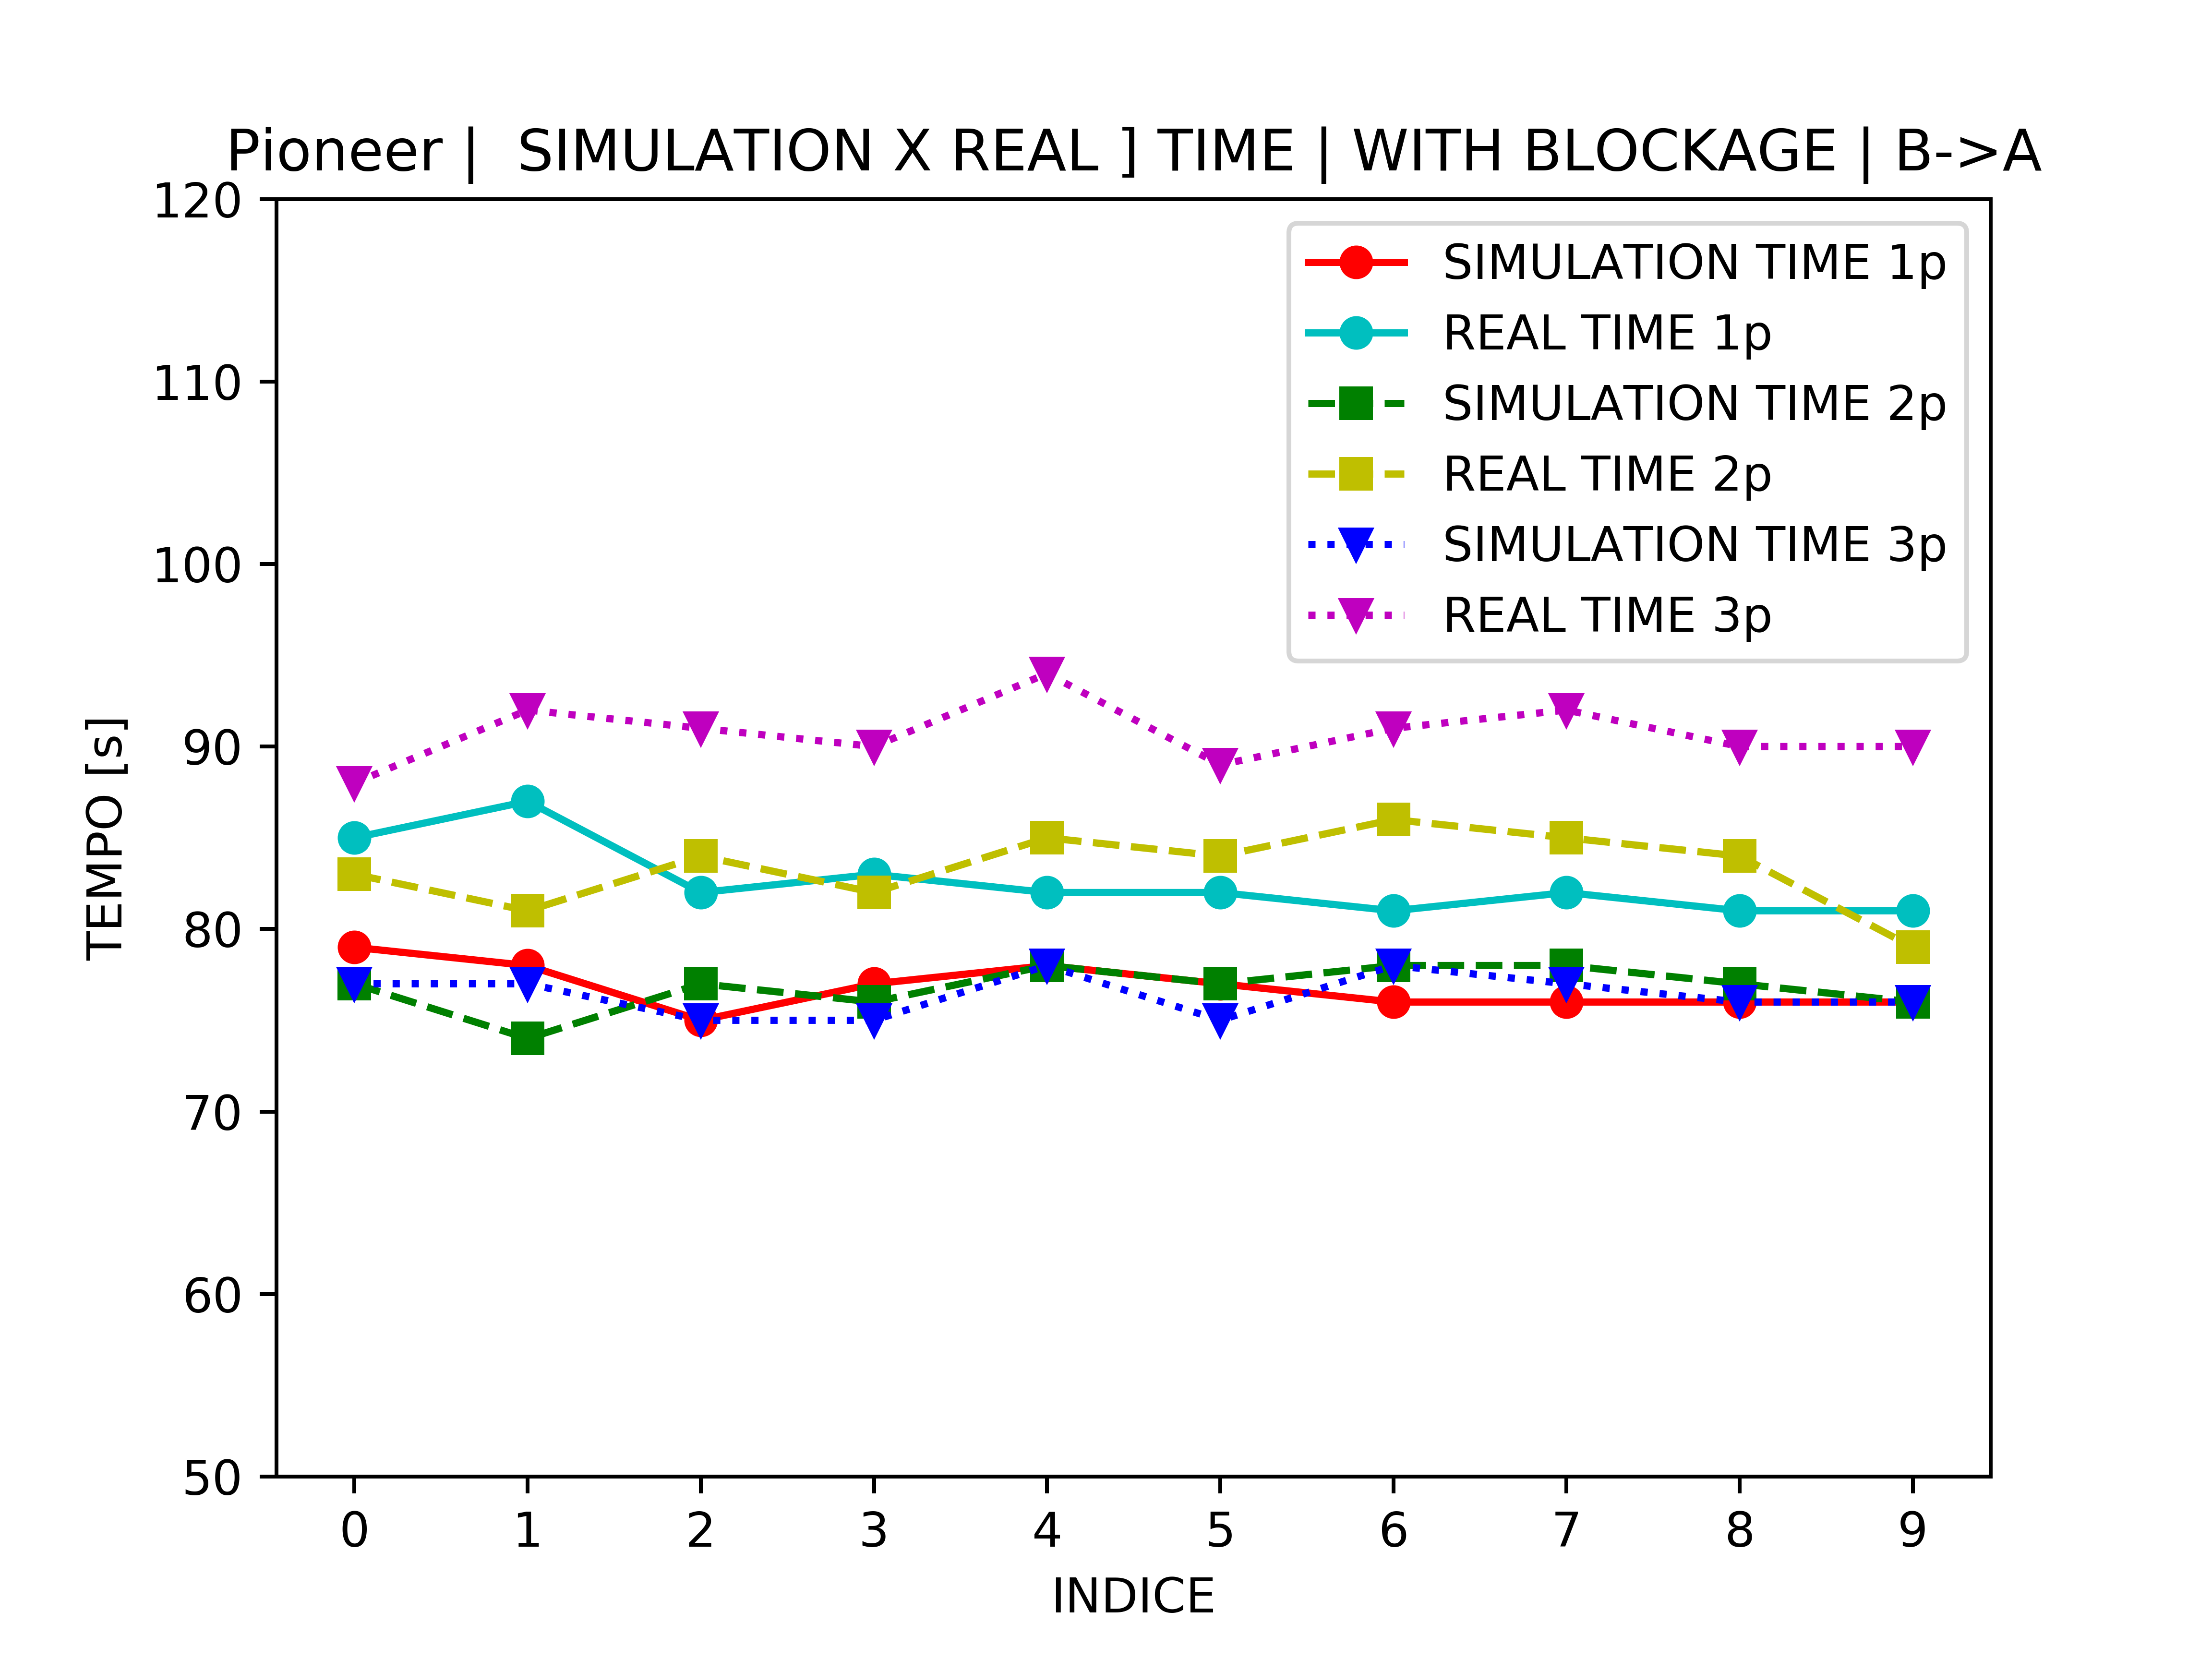 Pioneer |  SIMULATION X REAL ] TIME | WITH BLOCKAGE | B->A
120
110
100
90
80
70
60
50
TEMPO [s]
SIMULATION TIME 1p
REAL TIME 1p
SIMULATION TIME 2p
REAL TIME 2p
SIMULATION TIME 3p
REAL TIME 3p
0 1 2 3 4 5 6 7 8 9
INDICE